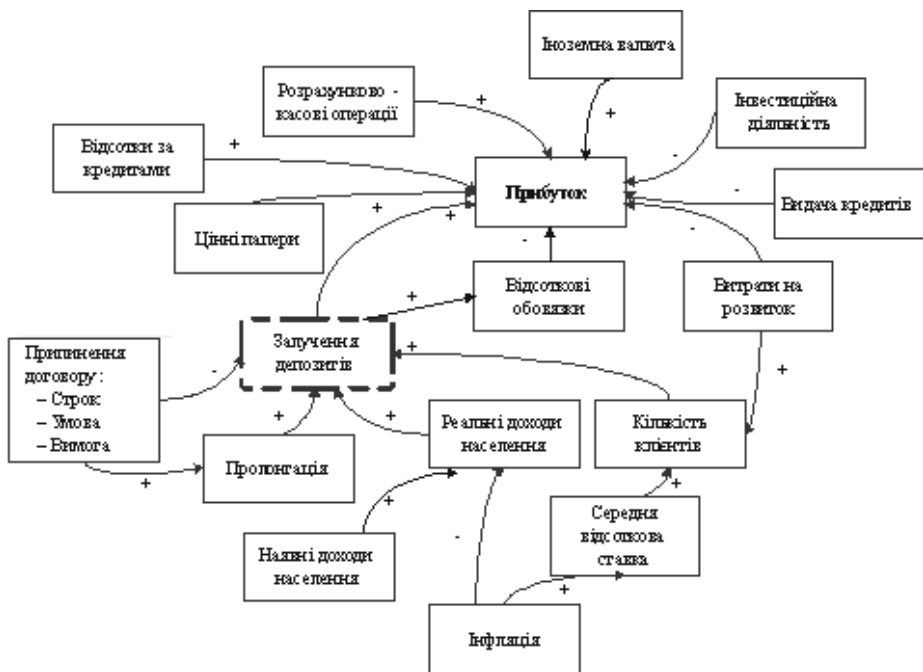 Іноземна валюта
+
Розрахунково -
касові операції
+
+
Інвестиційна
діяльність
-
Відсотки за
кредитами
+
Прибуток
-
Видача кредитів
Цінні папери
+
+
-
-
Відсоткові
обовязки
Витрати на
розвиток
+
Залучення
депозитів
+
+
Припинення
договору :
– Строк
– Умова
– Вимога
-
+
+
Реальні доходи
населення
Кількість
клієнтів
Пролонгація
+
+
+
Середня
відсоткова
ставка
Наявні доходи
населення
-
+
Інфляція